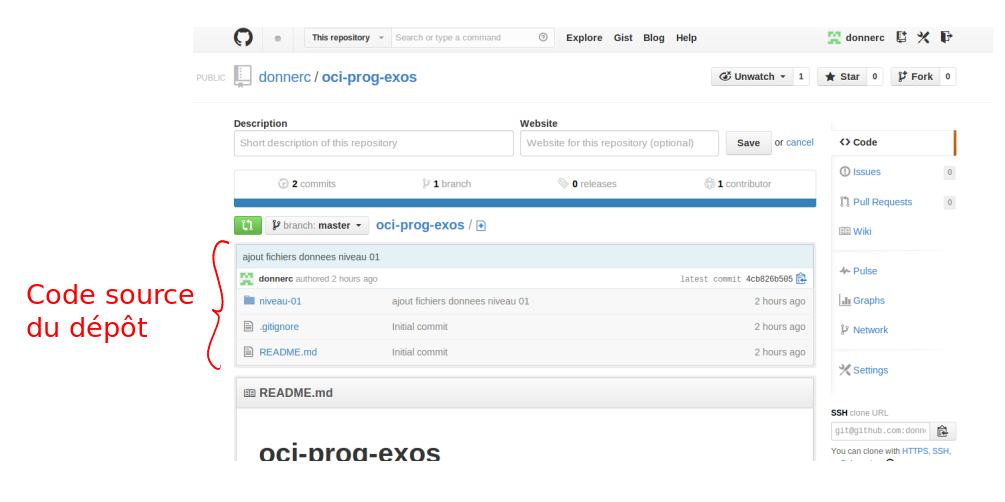 This repository Search or type a command Explore Gist Blog Help donnerc
PUBLIC donnerc / oci-prog-exos Unwatch 1 Star 0 Fork 0
Description Website
Short description of this repository Website for this repository (optional) Save or cancel
<> Code
2 commits 1 branch 0 releases 1 contributor
Issues 0
Pull Requests 0
Wiki
Pulse
Graphs
Network
Settings
SSH clone URL
git@github.com:donn
You can clone with HTTPS, SSH,
branch: master oci-prog-exos /
ajout fichiers donnees niveau 01
donnerc authored 2 hours ago latest commit 4cb826b505
niveau-01 ajout fichiers donnees niveau 01 2 hours ago
.gitignore Initial commit 2 hours ago
README.md Initial commit 2 hours ago
Code source
du dépôt
README.md
oci-prog-exos